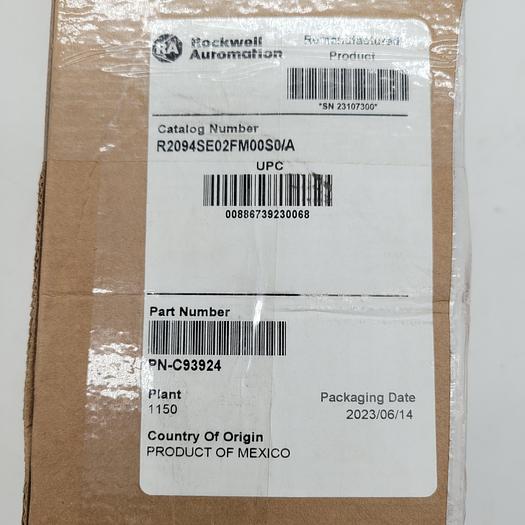 RA Rockwell Automation
Remanufactured
Product
*SN 23107300*
Catalog Number
R2094SE02FM00S0/A
UPC
00886739230068
Part Number
PN-C93924
Plant
1150
Packaging Date
2023/06/14
Country Of Origin
PRODUCT OF MEXICO